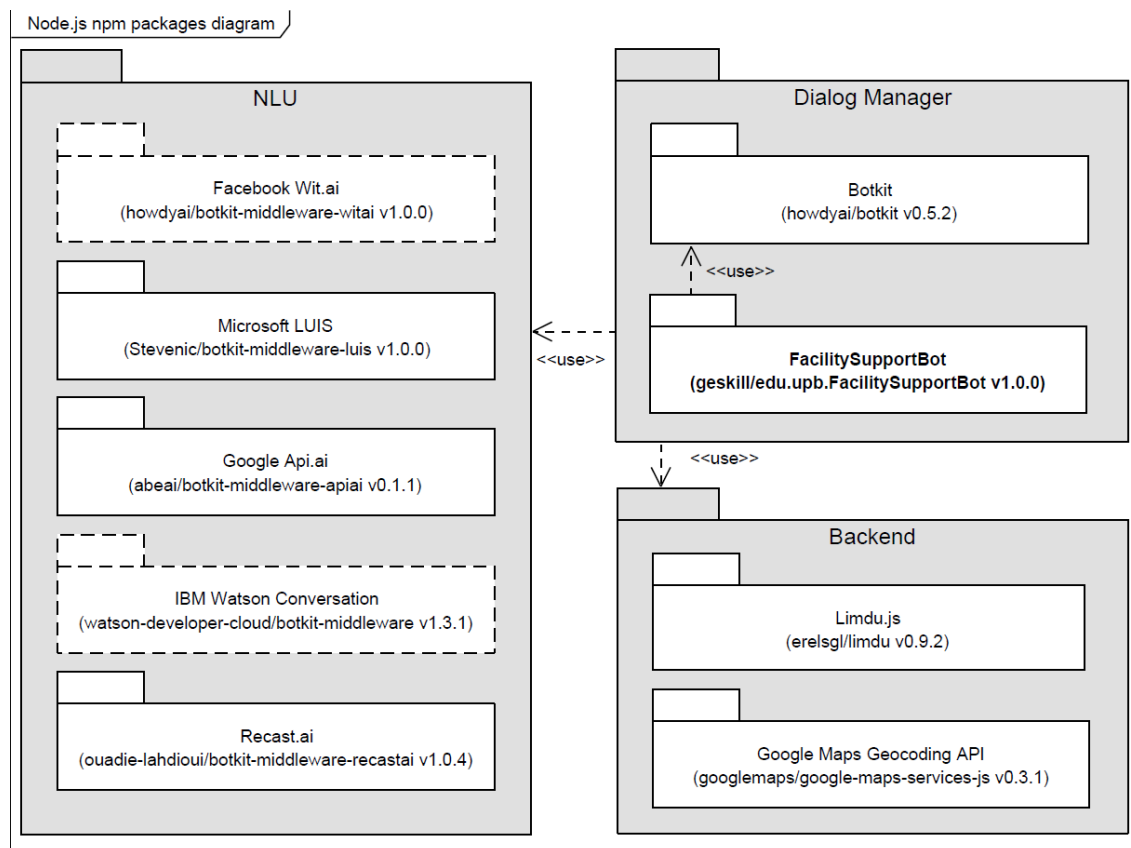 Node.js npm packages diagram
NLU
Facebook Wit.ai
(howdyai/botkit-middleware-witai v1.0.0)
Microsoft LUIS
(Stevenic/botkit-middleware-luis v1.0.0)
Google Api.ai
(abeai/botkit-middleware-apiai v0.1.1)
IBM Watson Conversation
(watson-developer-cloud/botkit-middleware v1.3.1)
Recast.ai
(ouadie-lahdioui/botkit-middleware-recastai v1.0.4)
<<use>>
Dialog Manager
Botkit
(howdyai/botkit v0.5.2)
<<use>>
FacilitySupportBot
(geskill/edu.upb.FacilitySupportBot v1.0.0)
<<use>>
Backend
Limdu.js
(erelsgl/limdu v0.9.2)
Google Maps Geocoding API
(googlemaps/google-maps-services-js v0.3.1)